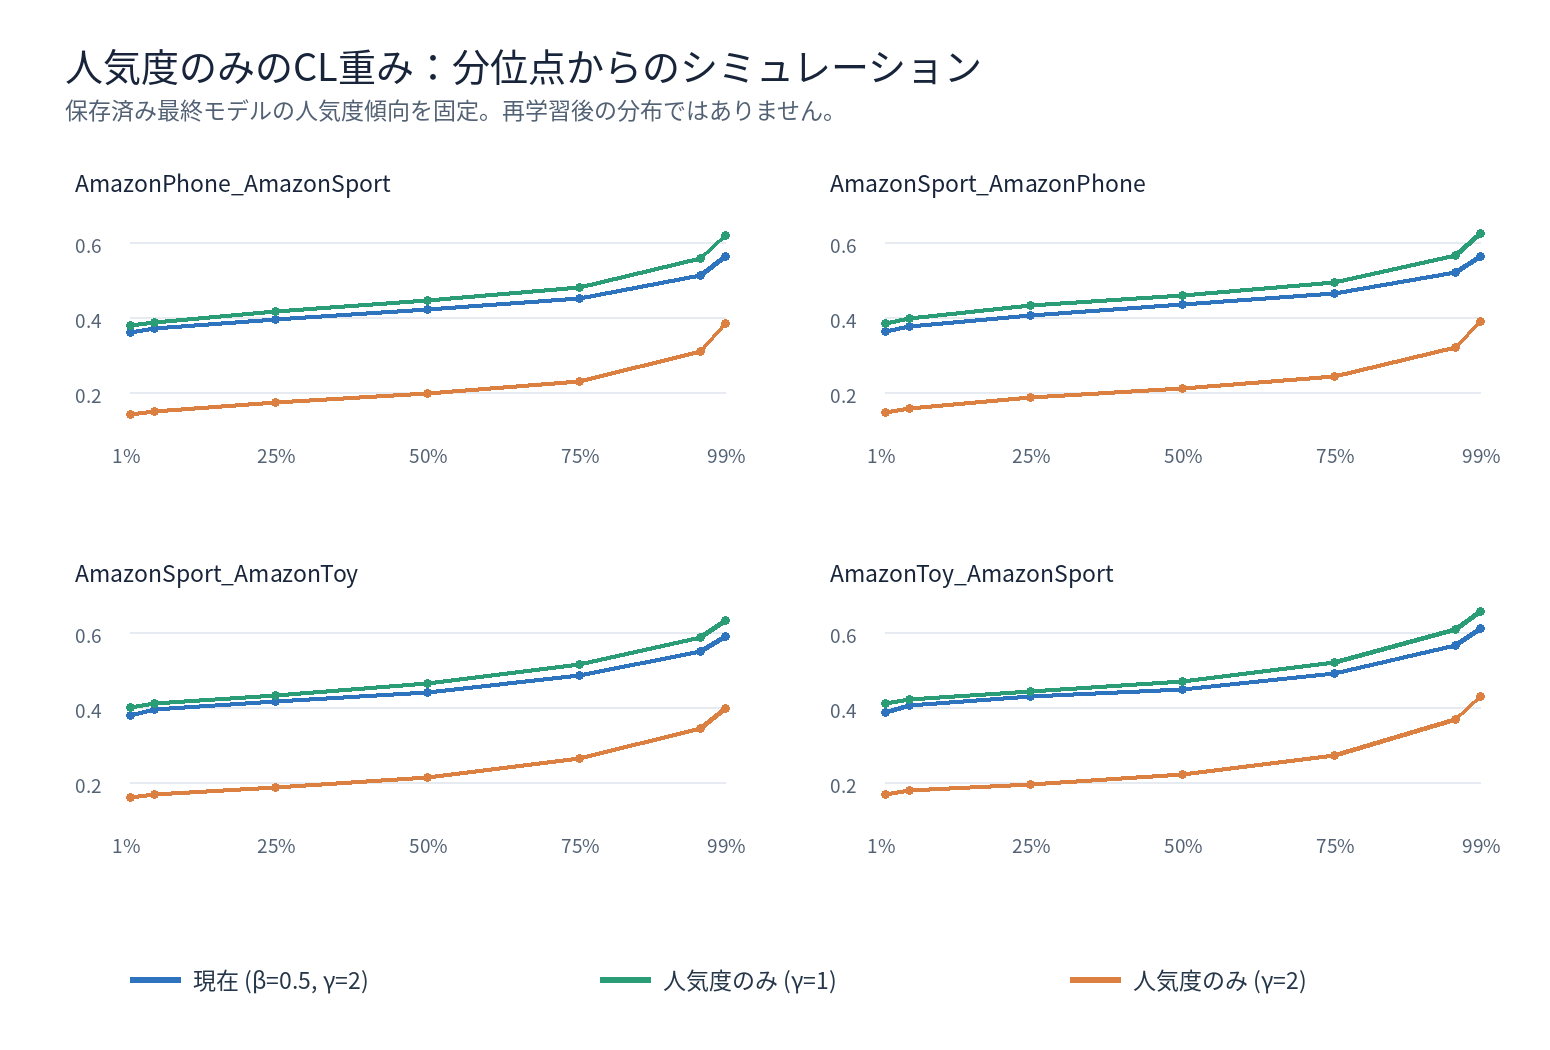 人気度のみのCL重み：分位点からのシミュレーション
保存済み最終モデルの人気度傾向を固定。再学習後の分布ではありません。
AmazonPhone_AmazonSport
0.6
0.4
0.2
1% 25% 50% 75% 99%
AmazonSport_AmazonPhone
0.6
0.4
0.2
1% 25% 50% 75% 99%
AmazonSport_AmazonToy
0.6
0.4
0.2
1% 25% 50% 75% 99%
AmazonToy_AmazonSport
0.6
0.4
0.2
1% 25% 50% 75% 99%
現在 (β=0.5, γ=2)
人気度のみ (γ=1)
人気度のみ (γ=2)